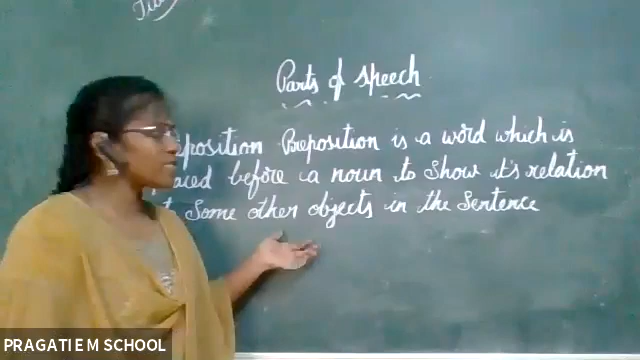 Parts of speech
Preposition is a word which is
before a noun to show it's relation
some other objects in the sentence
PRAGATI E M SCHOOL